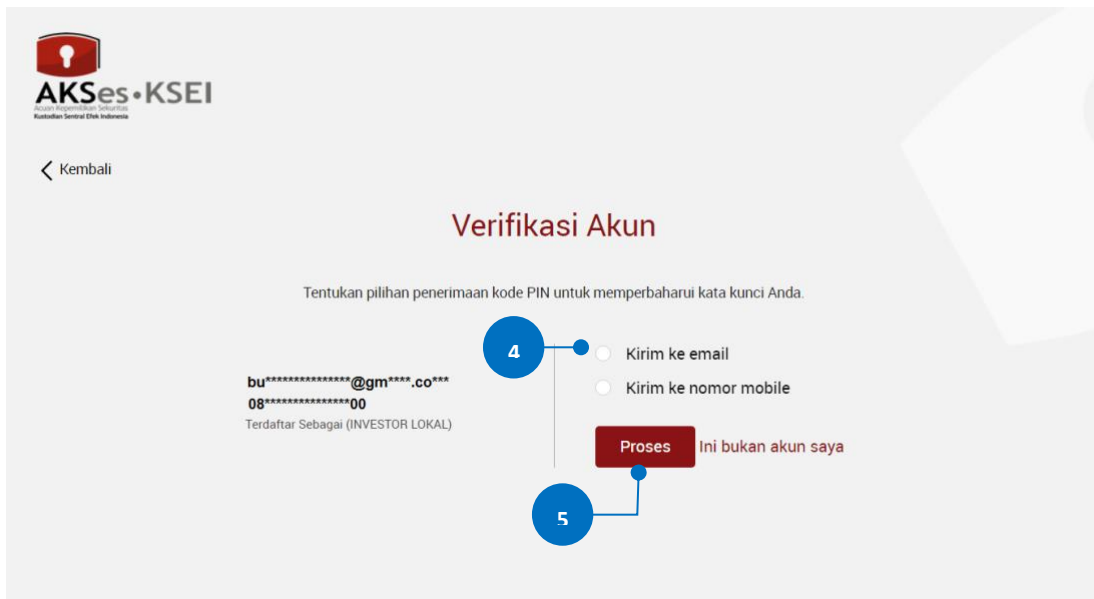 AKSes•KSEI
Acuan Kepemilikan Sekuritas
Kustodian Sentral Efek Indonesia
Kembali
Verifikasi Akun
Tentukan pilihan penerimaan kode PIN untuk memperbaharui kata kunci Anda.
4
Kirim ke email
bu***************@gm****.co***
08***************00
Terdaftar Sebagai (INVESTOR LOKAL)
Kirim ke nomor mobile
Proses
Ini bukan akun saya
5